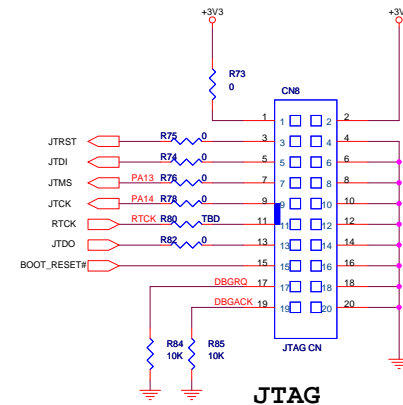 +3V3
+3V
R73
0
CN8
1 1 2 2
JTRST R75 0 3 3 4 4
JTDI R74 0 5 5 6 6
JTMS PA13 R76 0 7 7 8 8
JTCK PA14 R78 0 9 9 10 10
RTCK RTCK R80 TBD 11 11 12 12
JTDO R82 0 13 13 14 14
BOOT_RESET# 15 15 16 16
DBGRQ 17 17 18 18
DBGACK 19 19 20 20
R84
10K
R85
10K
JTAG CN
JTAG